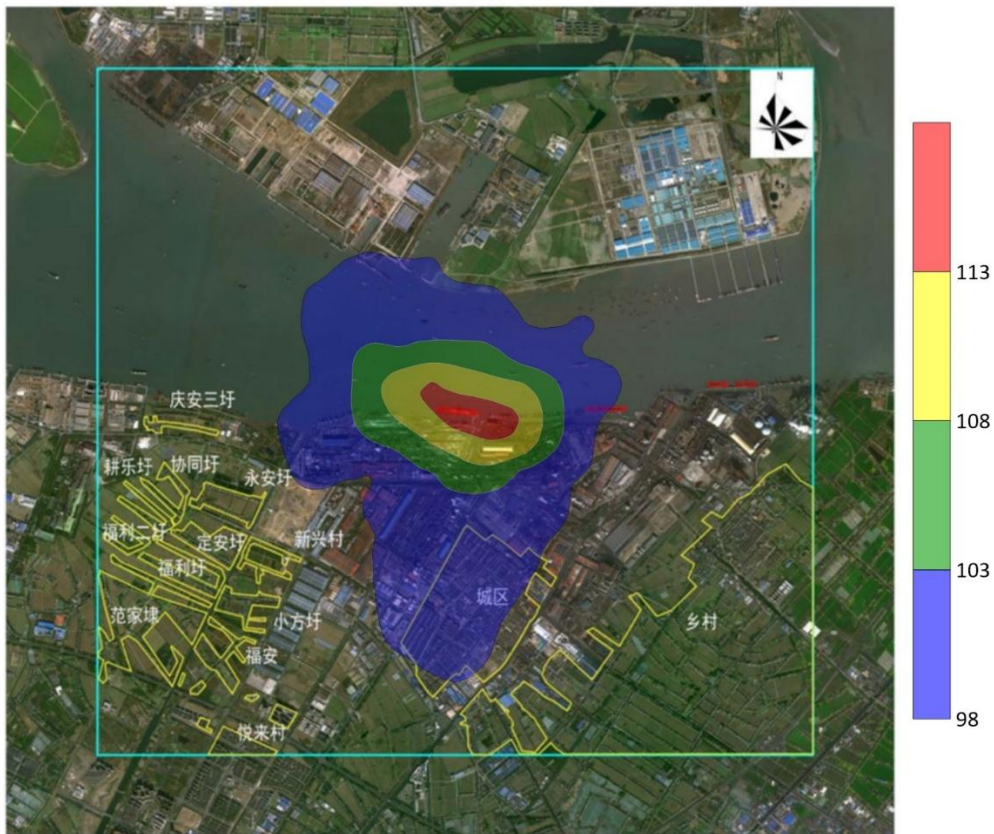 N
113
108
103
98
庆安三圩
耕乐圩
协同圩
永安圩
福利二圩
定安圩
新兴村
福利圩
城区
范家埭
小方圩
乡村
福安
悦来村